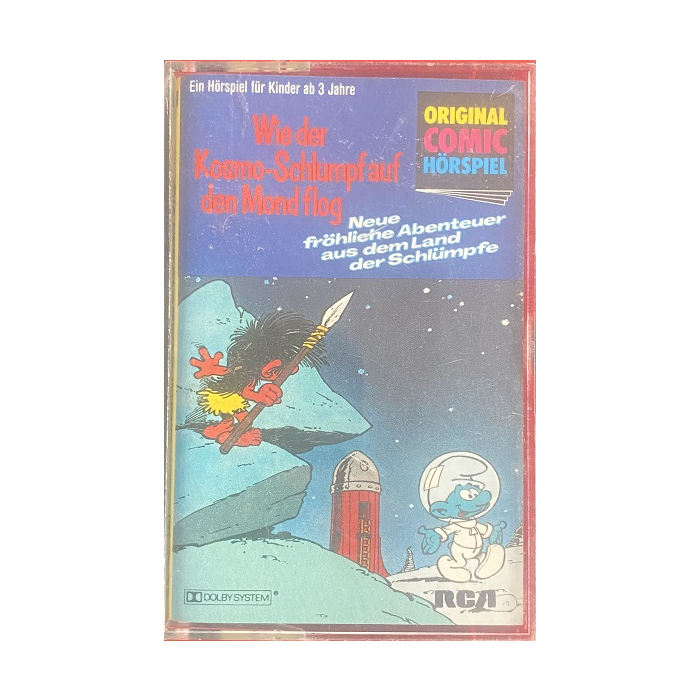 Ein Hörspiel für Kinder ab 3 Jahre
ORIGINAL
COMIC
HÖRSPIEL
Wie der
Kosmo-Schlumpf auf
den Mond flog
Neue
fröhliche Abenteuer
aus dem Land
der Schlümpfe
DOLBY SYSTEM ®
RCA